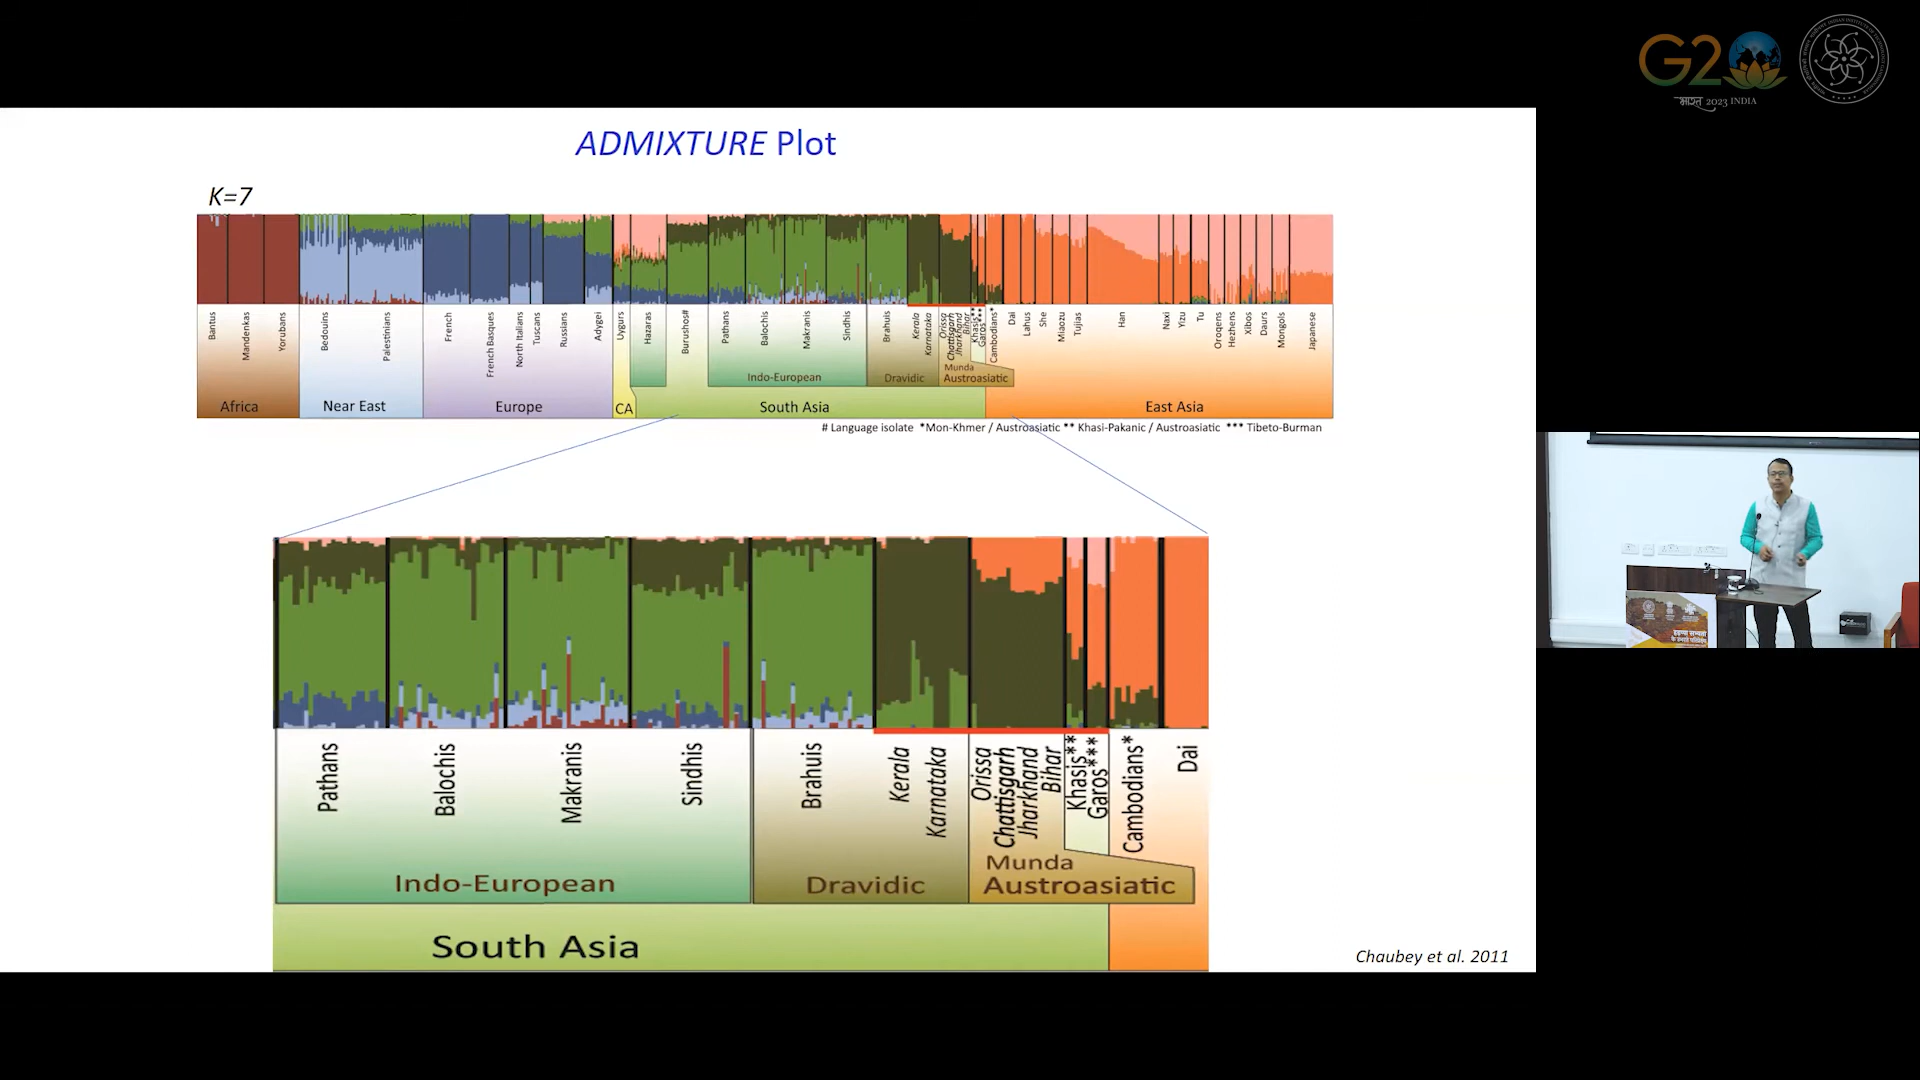 G20
भारत 2023 INDIA
ADMIXTURE Plot
K=7
Bantus
Mandenkas
Yorubans
Bedouins
Palestinians
French
French Basques
North Italians
Tuscans
Russians
Adygei
Uygurs
Hazaras
Burushos#
Pathans
Balochis
Makranis
Sindhis
Brahuis
Kerala
Karnataka
Orissa
Chattisgarh
Jharkhand
Bihar
Khasis**
Garos***
Cambodians*
Dai
Lahus
She
Miaozu
Tujias
Han
Naxi
Yizu
Tu
Oroqens
Hezhens
Xibos
Daurs
Mongols
Japanese
Indo-European
Dravidic
Munda
Austroasiatic
Africa
Near East
Europe
CA
South Asia
East Asia
# Language isolate *Mon-Khmer / Austroasiatic ** Khasi-Pakanic / Austroasiatic *** Tibeto-Burman
Pathans
Balochis
Makranis
Sindhis
Brahuis
Kerala
Karnataka
Orissa
Chattisgarh
Jharkhand
Bihar
Khasis**
Garos***
Cambodians*
Dai
Indo-European
Dravidic
Munda
Austroasiatic
South Asia
Chaubey et al. 2011